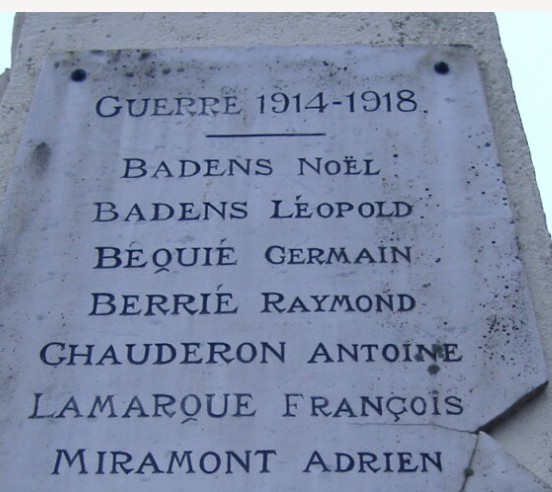 GUERRE 1914-1918.
BADENS NOËL
BADENS LÉOPOLD
BÉQUIÉ GERMAIN
BERRIÉ RAYMOND
CHAUDERON ANTOINE
LAMARQUE FRANÇOIS
MIRAMONT ADRIEN